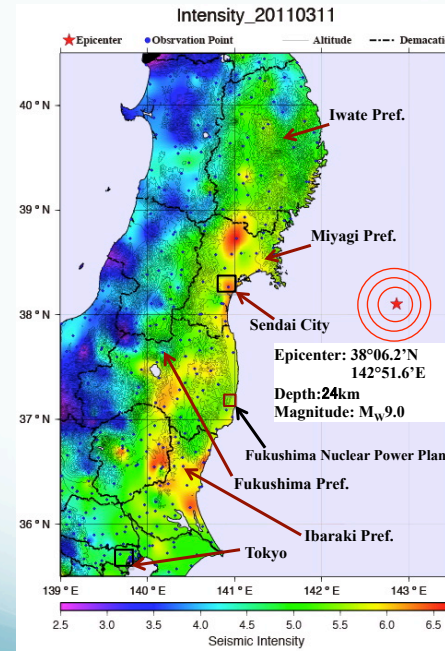 Intensity_20110311
Epicenter Obsrvation Point Altitude Demacation
40˚ N
39˚ N
38˚ N
37˚ N
36˚ N
Iwate Pref.
Miyagi Pref.
Sendai City
Epicenter: 38°06.2’N
142°51.6’E
Depth:24km
Magnitude: MW9.0
Fukushima Nuclear Power Plan
Fukushima Pref.
Ibaraki Pref.
Tokyo
139˚E 140˚E 141˚E 142˚E 143˚E
2.5 3.0 3.5 4.0 4.5 5.0 5.5 6.0 6.5
Seismic Intensity